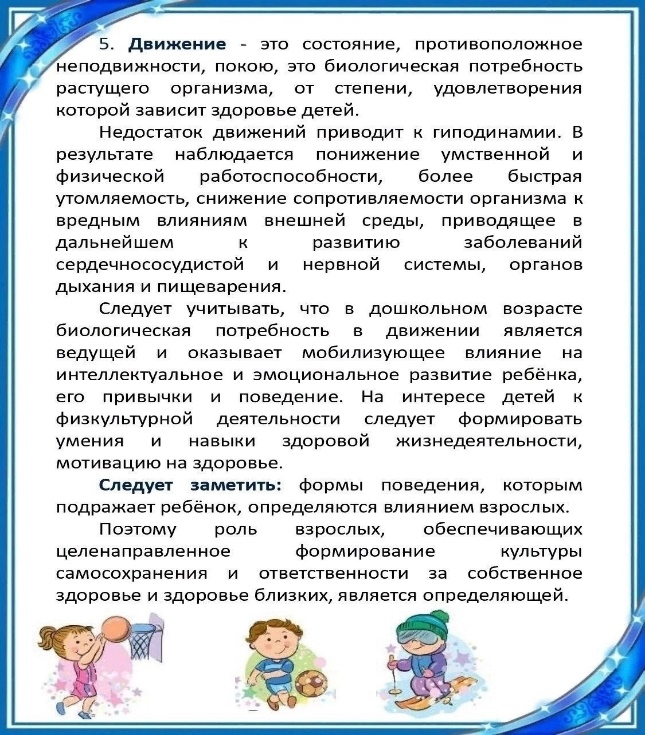 5. Движение - это состояние, противоположное
неподвижности, покою, это биологическая потребность
растущего организма, от степени, удовлетворения
которой зависит здоровье детей.
Недостаток движений приводит к гиподинамии. В
результате наблюдается понижение умственной и
физической работоспособности, более быстрая
утомляемость, снижение сопротивляемости организма к
вредным влияниям внешней среды, приводящее в
дальнейшем к развитию заболеваний
сердечнососудистой и нервной системы, органов
дыхания и пищеварения.
Следует учитывать, что в дошкольном возрасте
биологическая потребность в движении является
ведущей и оказывает мобилизующее влияние на
интеллектуальное и эмоциональное развитие ребёнка,
его привычки и поведение. На интересе детей к
физкультурной деятельности следует формировать
умения и навыки здоровой жизнедеятельности,
мотивацию на здоровье.
Следует заметить: формы поведения, которым
подражает ребёнок, определяются влиянием взрослых.
Поэтому роль взрослых, обеспечивающих
целенаправленное формирование культуры
самосохранения и ответственности за собственное
здоровье и здоровье близких, является определяющей.